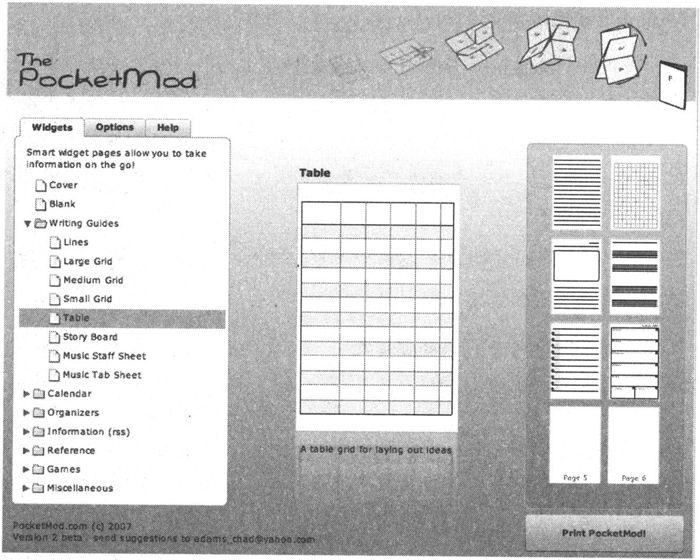 The
PocketMod
P
Widgets
Options
Help
Smart widget pages allow you to take
information on the go!
Cover
Blank
Writing Guides
Lines
Large Grid
Medium Grid
Small Grid
Table
Story Board
Music Staff Sheet
Music Tab Sheet
Calendar
Organizers
Information (rss)
Reference
Games
Miscellaneous
Table
A table grid for laying out ideas
Page 5
Page 6
Print PocketMod!
PocketMod.com (c) 2007
Version 2 beta send suggestions to adams_chad@yahoo.com